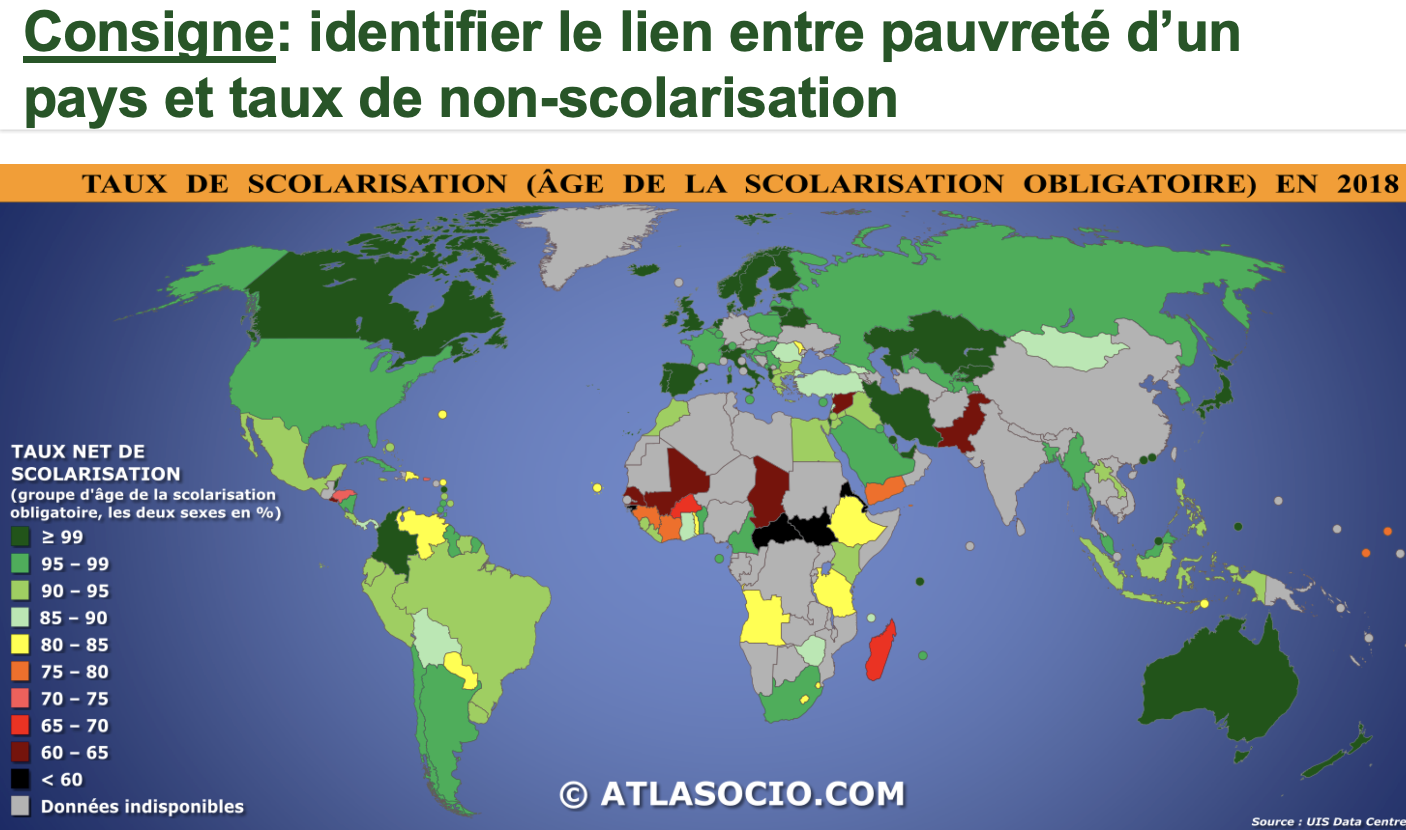 Consigne: identifier le lien entre pauvreté d’un
pays et taux de non-scolarisation
TAUX DE SCOLARISATION (ÂGE DE LA SCOLARISATION OBLIGATOIRE) EN 2018
TAUX NET DE
SCOLARISATION
(groupe d'âge de la scolarisation
obligatoire, les deux sexes en %)
≥ 99
95 – 99
90 – 95
85 – 90
80 – 85
75 – 80
70 – 75
65 – 70
60 – 65
< 60
Données indisponibles
© ATLASOCIO.COM
Source : UIS Data Centre